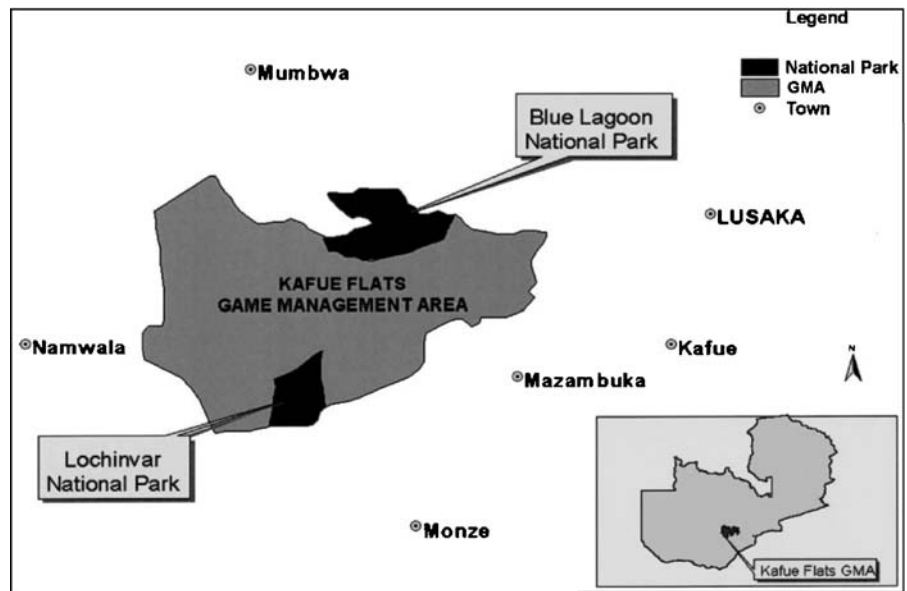 Legend
National Park
GMA
Town
Mumbwa
Blue Lagoon
National Park
LUSAKA
KAFUE FLATS
GAME MANAGEMENT AREA
Namwala
Kafue
N
Mazambuka
Lochinvar
National Park
Monze
Kafue Flats GMA